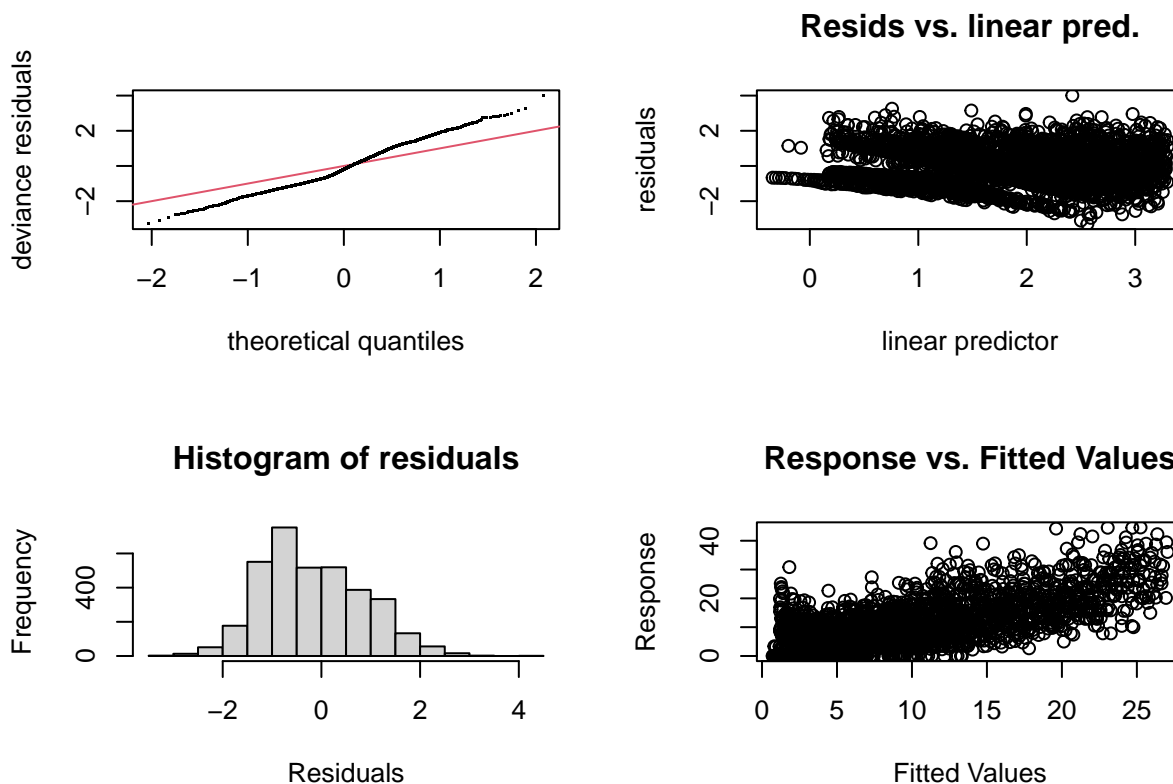 deviance residuals
2
−2
−2 −1 0 1 2
theoretical quantiles
Resids vs. linear pred.
residuals
2
−2
0 1 2 3
linear predictor
Histogram of residuals
Frequency
400
0
−2 0 2 4
Residuals
Response vs. Fitted Values
Response
40
20
0
0 5 10 15 20 25
Fitted Values